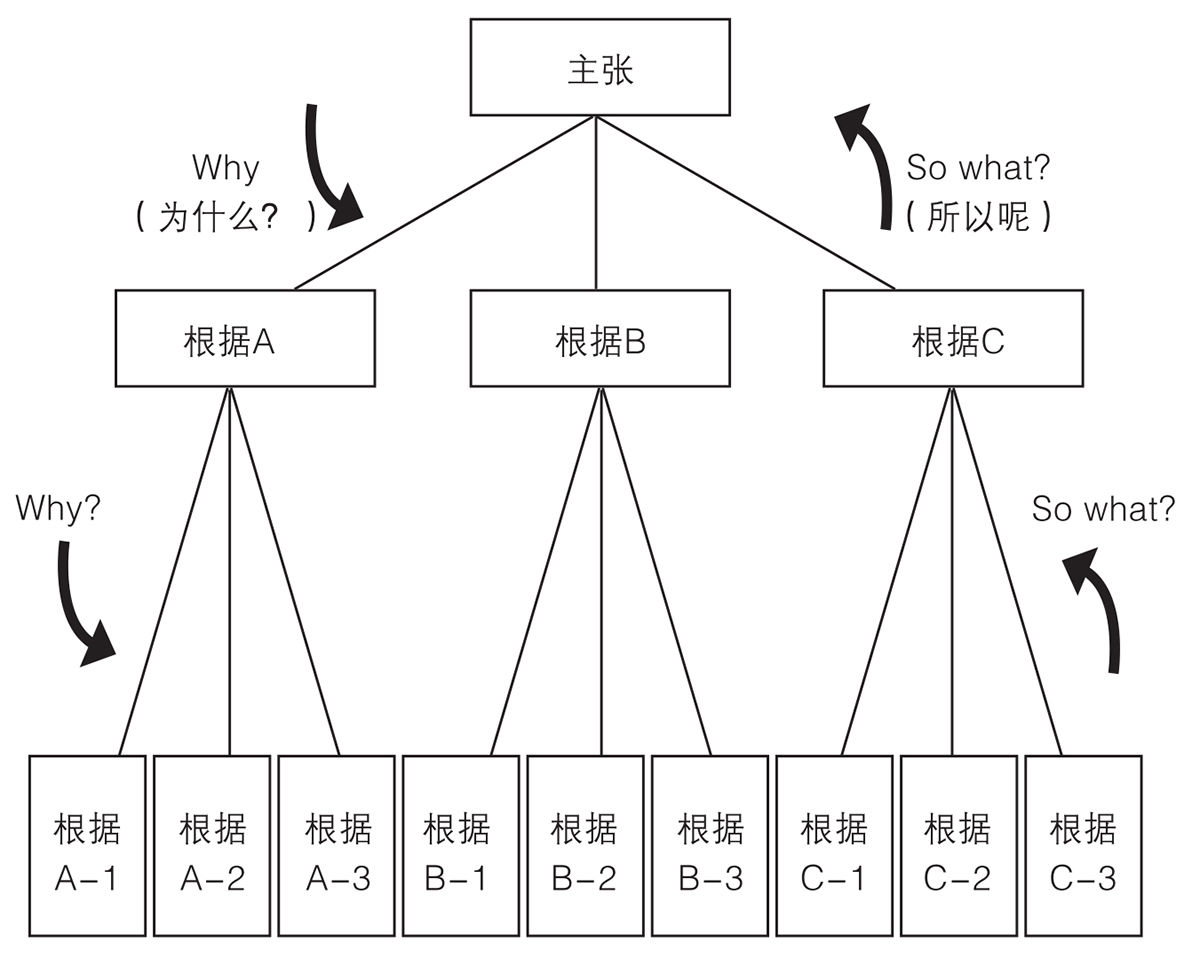 主张
Why
（为什么？）
So what?
（所以呢）
根据A
根据B
根据C
Why?
So what?
根据
A-1
根据
A-2
根据
A-3
根据
B-1
根据
B-2
根据
B-3
根据
C-1
根据
C-2
根据
C-3